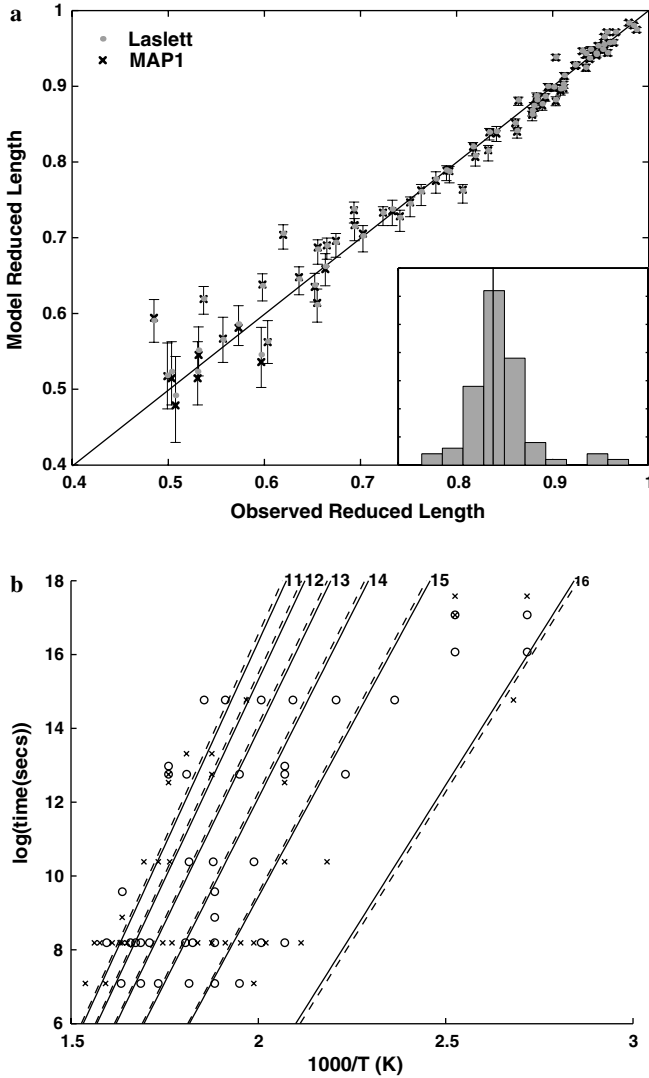 a
Laslett
MAP1
Model Reduced Length
1
0.9
0.8
0.7
0.6
0.5
0.4
0.4 0.5 0.6 0.7 0.8 0.9 1
Observed Reduced Length
b
11 12 13 14 15 16
log(time(secs))
18
16
14
12
10
8
6
1.5 2 2.5 3
1000/T (K)